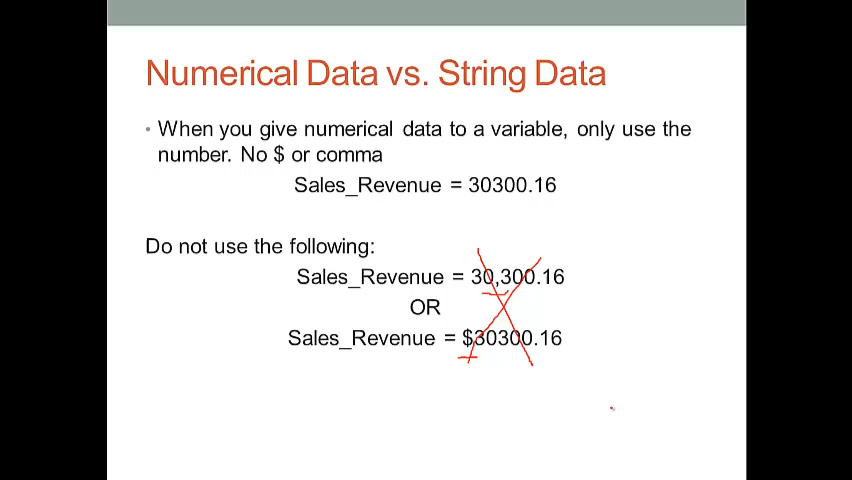 Numerical Data vs. String Data
• When you give numerical data to a variable, only use the
number. No $ or comma
Sales_Revenue = 30300.16
Do not use the following:
Sales_Revenue = 30,300.16
OR
Sales_Revenue = $30300.16